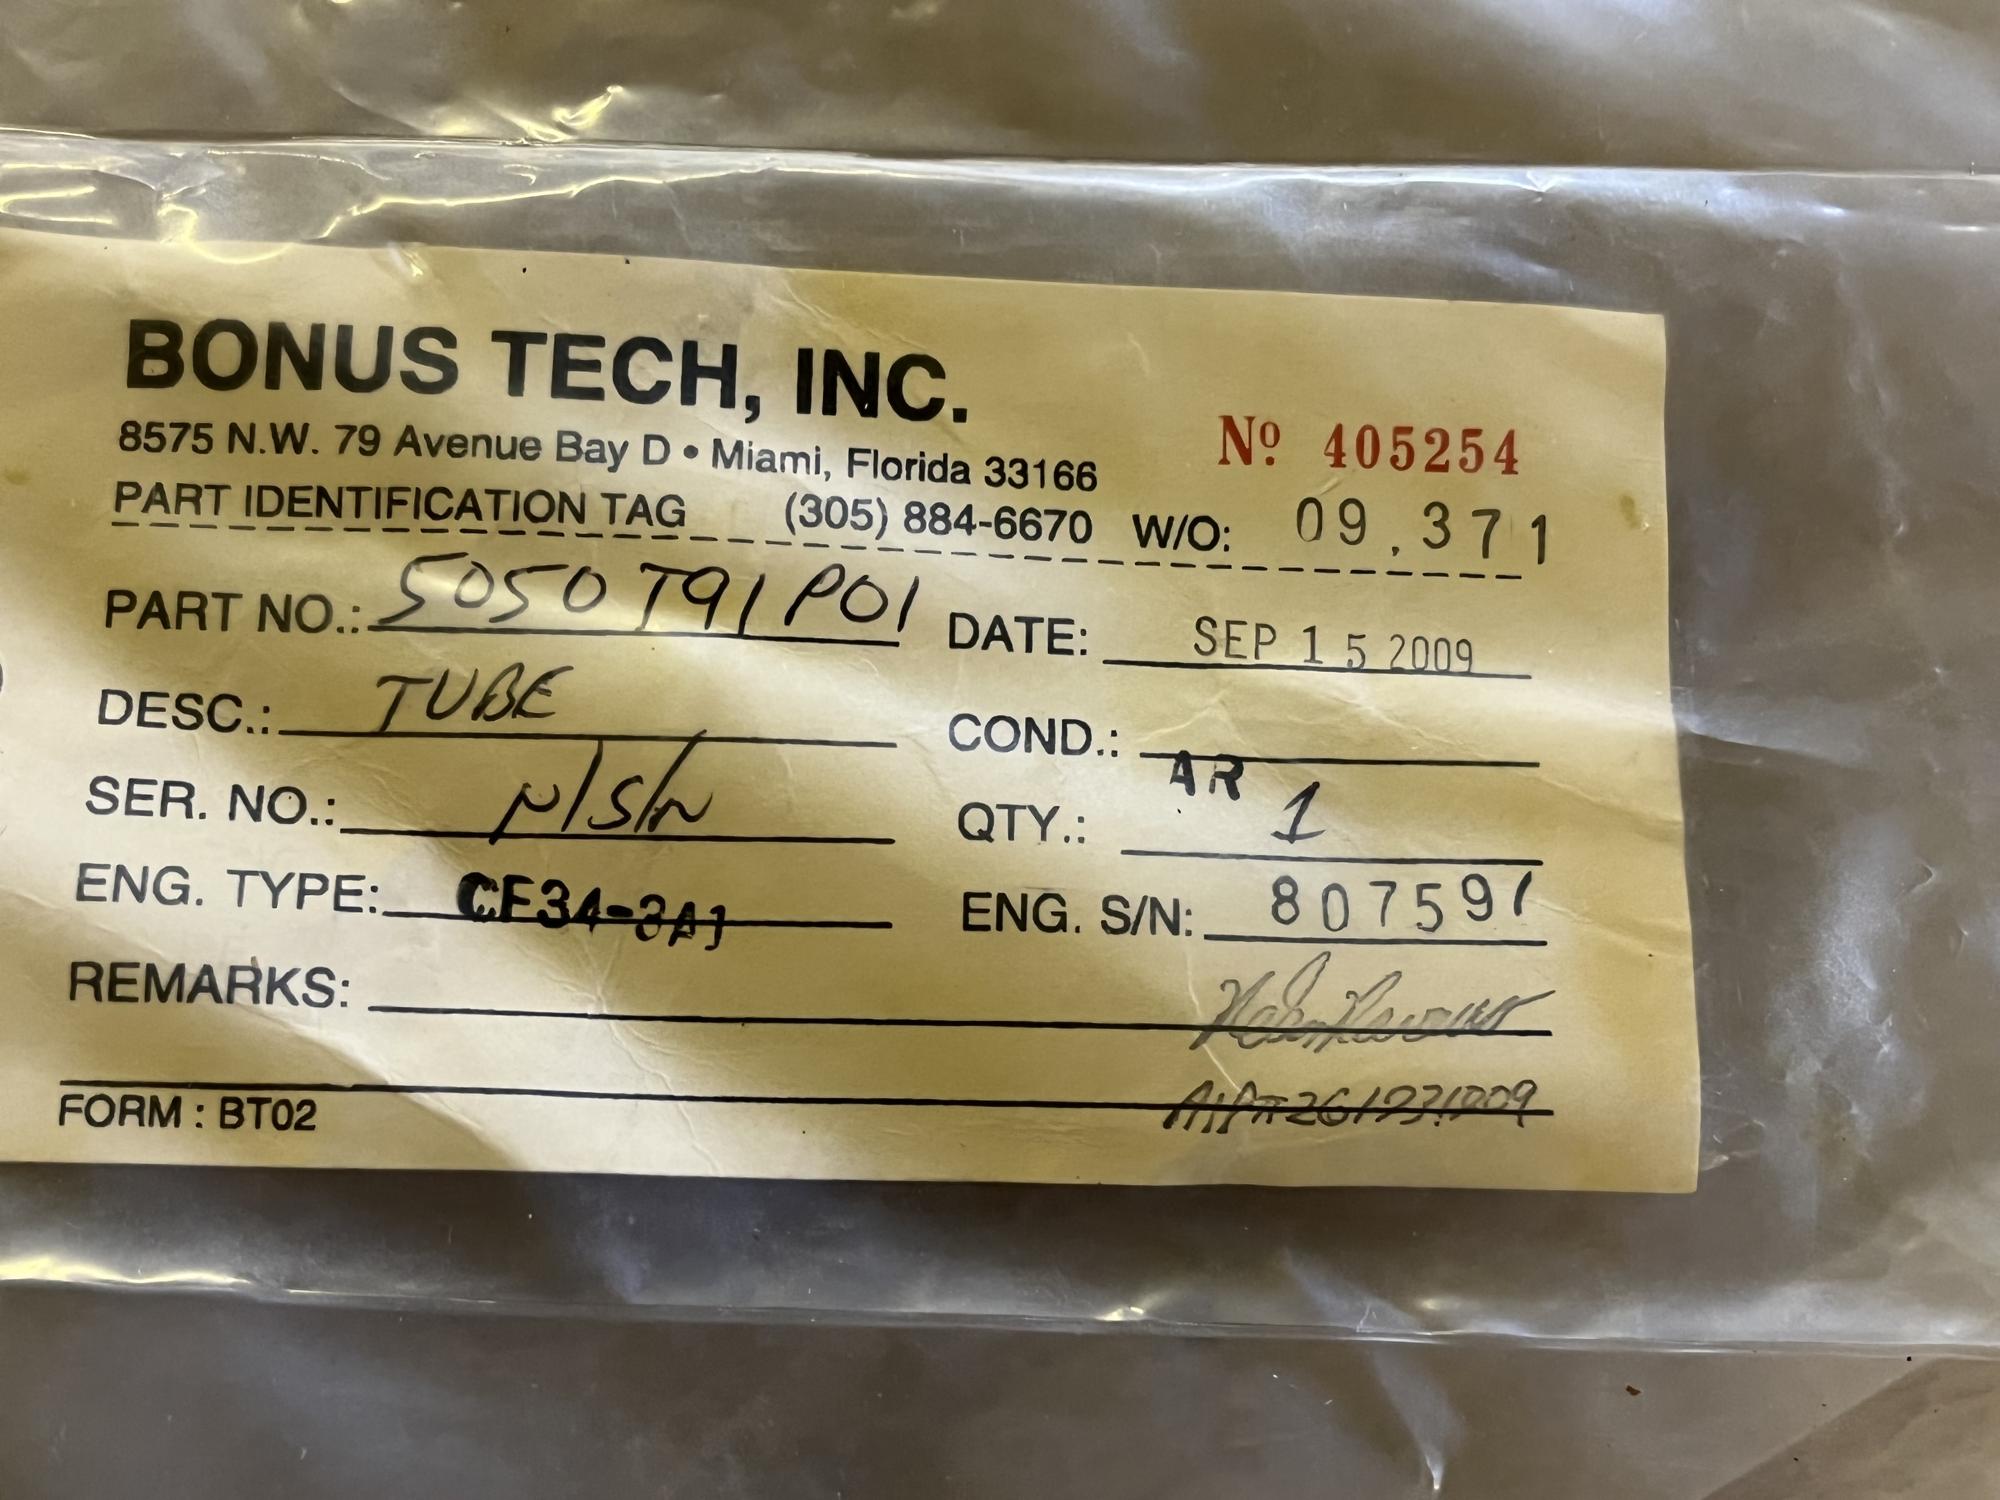 BONUS TECH, INC.
8575 N.W. 79 Avenue Bay D • Miami, Florida 33166
Nº 405254
PART IDENTIFICATION TAG (305) 884-6670 W/O: 09.371
PART NO.: 5050T91P01 DATE: SEP 15 2009
DESC.: TUBE COND.: AR
SER. NO.: N/S/N QTY.: 1
ENG. TYPE: CF34-3A1 ENG. S/N: 807591
REMARKS:
FORM : BT02